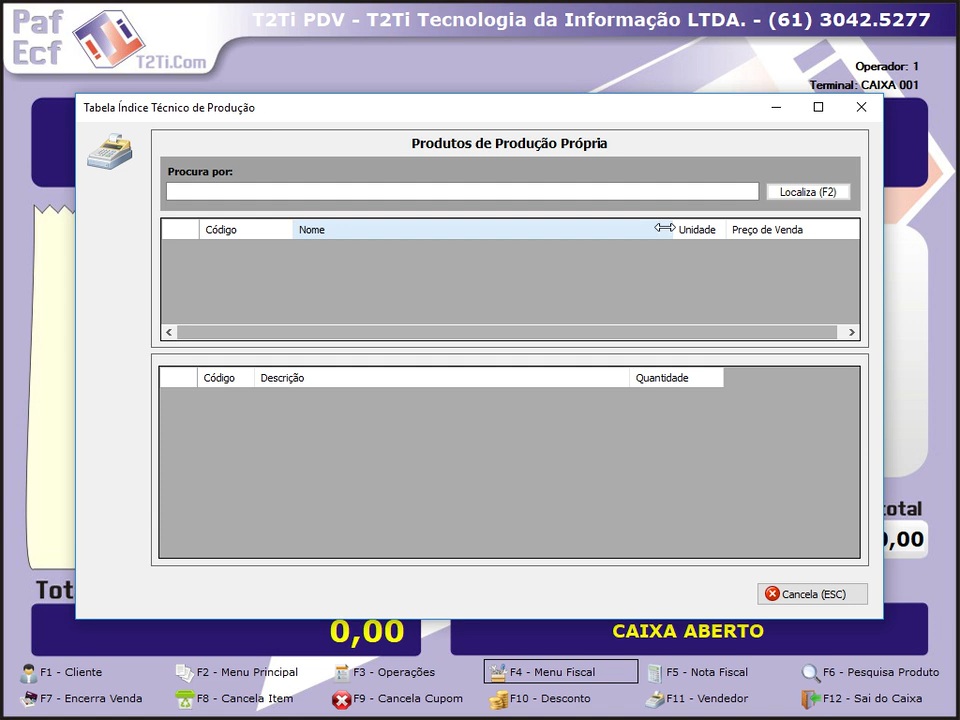 Paf
Ecf
T2Ti.Com
T2Ti PDV - T2Ti Tecnologia da Informação LTDA. - (61) 3042.5277
Operador: 1
Terminal: CAIXA 001
Tabela Índice Técnico de Produção
Produtos de Produção Própria
Procura por:
Localiza (F2)
Código Nome Unidade Preço de Venda
Código Descrição Quantidade
otal
0,00
Cancela (ESC)
Tot
0,00
CAIXA ABERTO
F1 - Cliente F2 - Menu Principal F3 - Operações F4 - Menu Fiscal F5 - Nota Fiscal F6 - Pesquisa Produto
F7 - Encerra Venda F8 - Cancela Item F9 - Cancela Cupom F10 - Desconto F11 - Vendedor F12 - Sai do Caixa